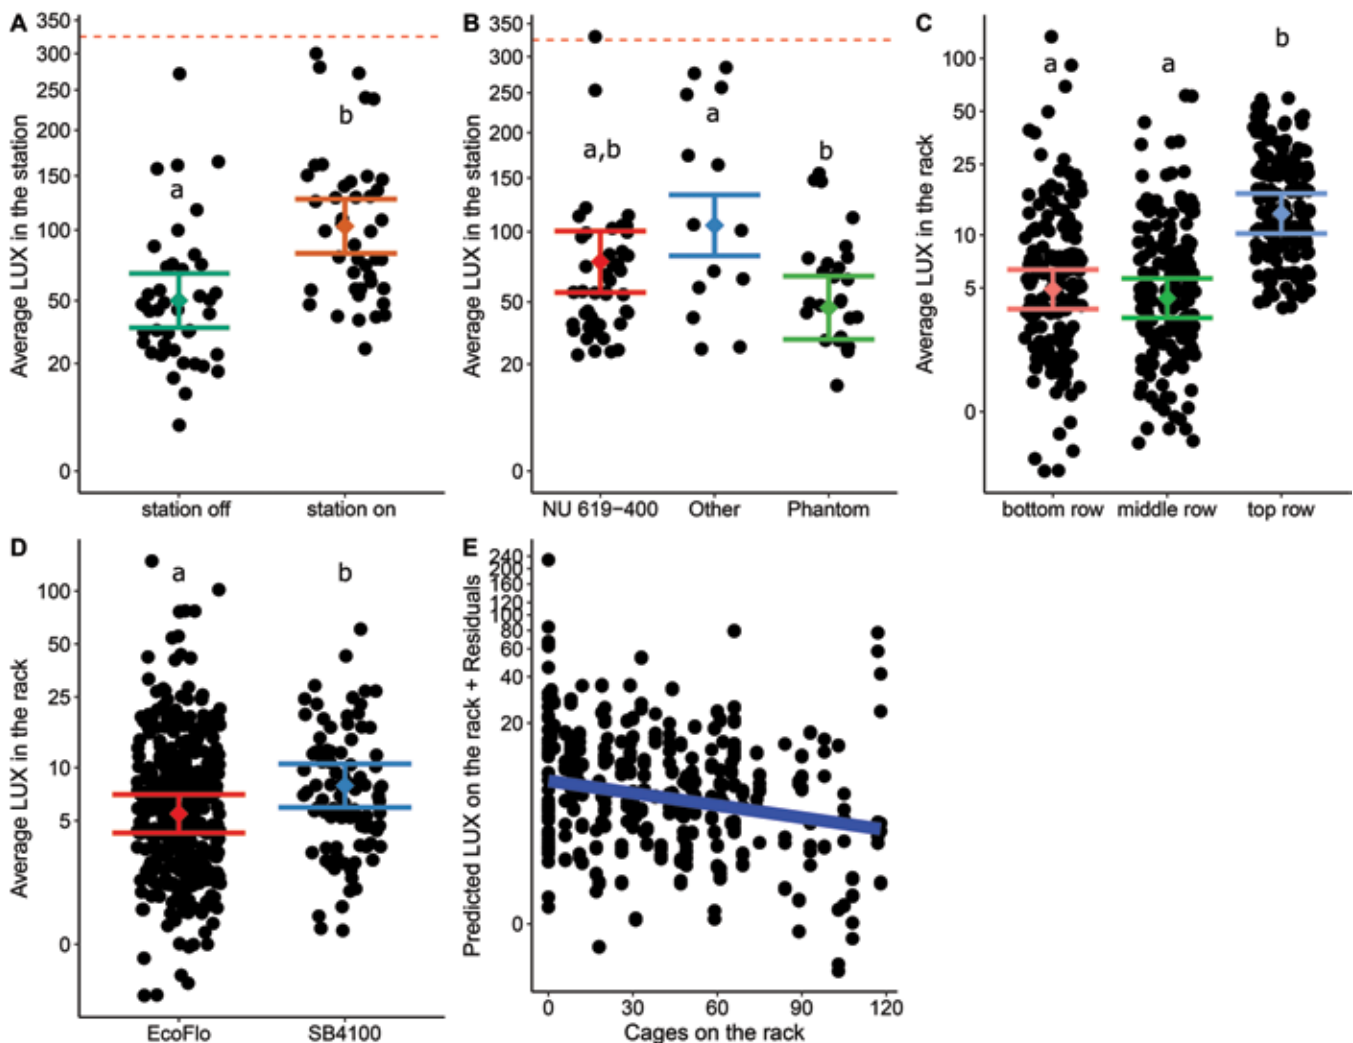 A
Average LUX in the station
350
300
250
200
150
100
50
20
0
a
b
station off
station on
B
Average LUX in the station
350
300
250
200
150
100
50
20
0
a,b
a
b
NU 619-400
Other
Phantom
C
Average LUX in the rack
100
50
25
10
5
0
a
a
b
bottom row
middle row
top row
D
Average LUX in the rack
100
50
25
10
5
0
a
b
EcoFlo
SB4100
E
Predicted LUX on the rack + Residuals
240
200
160
120
100
80
60
40
20
0
0
30
60
90
120
Cages on the rack